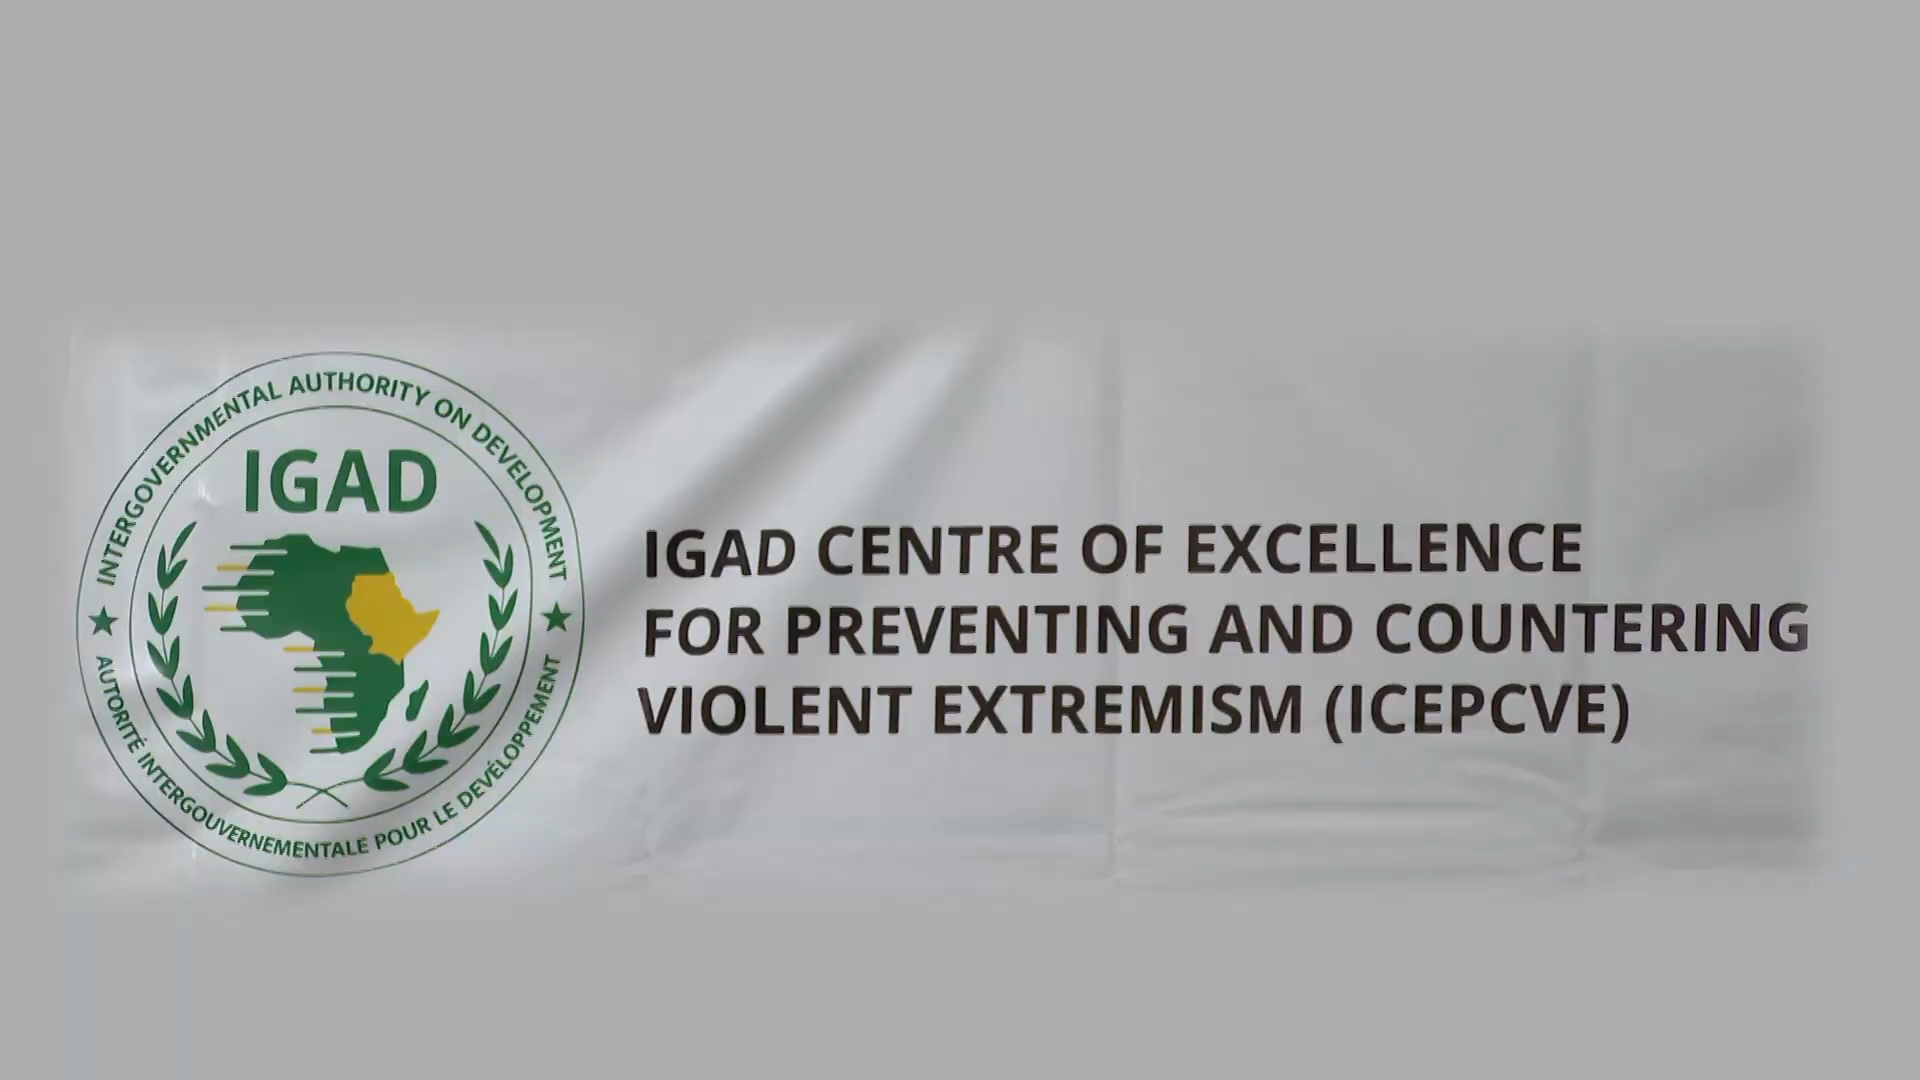 INTERGOVERNMENTAL AUTHORITY ON DEVELOPMENT
IGAD
AUTORITÉ INTERGOUVERNEMENTALE POUR LE DEVÉLOPPEMENT
IGAD CENTRE OF EXCELLENCE
FOR PREVENTING AND COUNTERING
VIOLENT EXTREMISM (ICEPCVE)